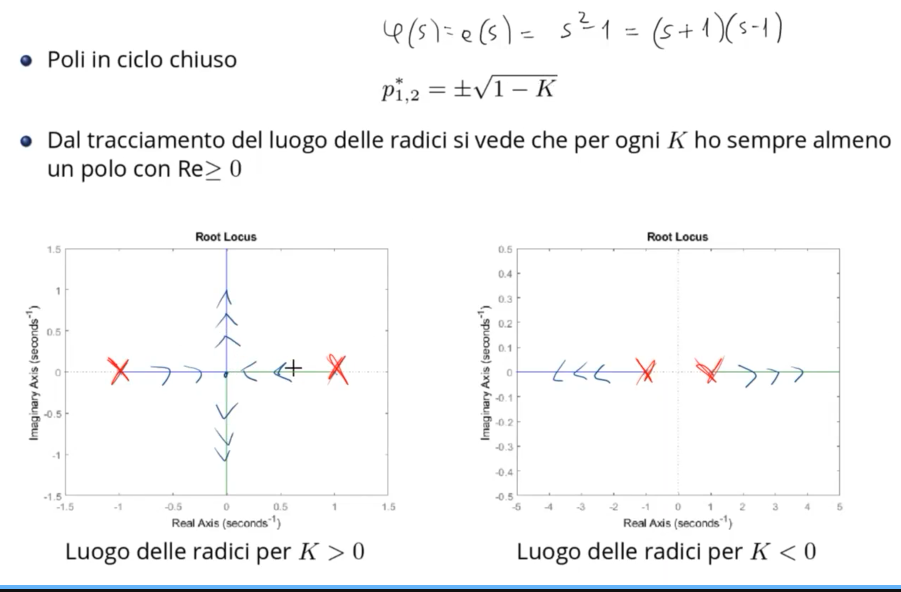 φ(s)=e(s)= s²-1 = (s+1)(s-1)
Poli in ciclo chiuso
p*₁,₂ = ±√1 − K
Dal tracciamento del luogo delle radici si vede che per ogni K ho sempre almeno
un polo con Re≥ 0
Root Locus
1.5
1
0.5
0
-0.5
-1
-1.5
Imaginary Axis (seconds⁻¹)
-1.5 -1 -0.5 0 0.5 1 1.5
Real Axis (seconds⁻¹)
Luogo delle radici per K > 0
Root Locus
0.5
0.4
0.3
0.2
0.1
0
-0.1
-0.2
-0.3
-0.4
-0.5
Imaginary Axis (seconds⁻¹)
-5 -4 -3 -2 -1 0 1 2 3 4 5
Real Axis (seconds⁻¹)
Luogo delle radici per K < 0